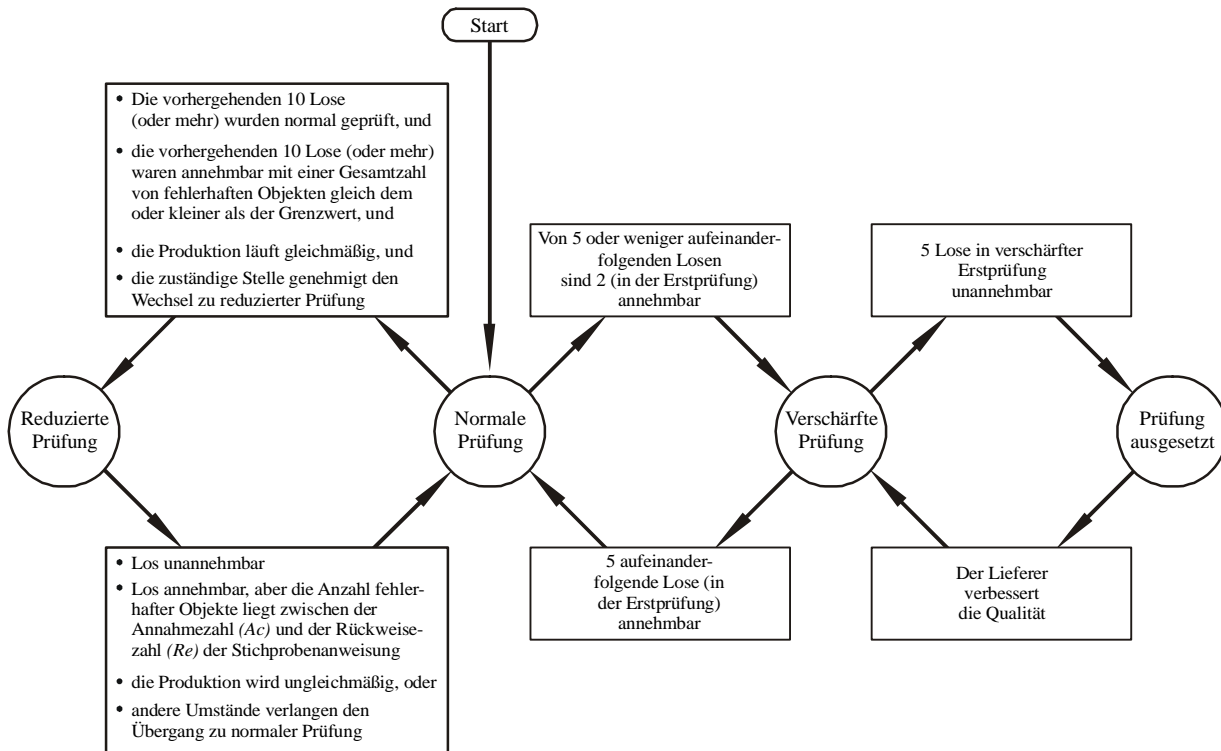 Start
• Die vorhergehenden 10 Lose
(oder mehr) wurden normal geprüft, und
• die vorhergehenden 10 Lose (oder mehr)
waren annehmbar mit einer Gesamtzahl
von fehlerhaften Objekten gleich dem
oder kleiner als der Grenzwert, und
• die Produktion läuft gleichmäßig, und
• die zuständige Stelle genehmigt den
Wechsel zu reduzierter Prüfung
Von 5 oder weniger aufeinander-
folgenden Losen
sind 2 (in der Erstprüfung)
annehmbar
5 Lose in verschärfter
Erstprüfung
unannehmbar
Reduzierte
Prüfung
Normale
Prüfung
Verschärfte
Prüfung
Prüfung
ausgesetzt
• Los unannehmbar
• Los annehmbar, aber die Anzahl fehler-
hafter Objekte liegt zwischen der
Annahmezahl (Ac) und der Rückweise-
zahl (Re) der Stichprobenanweisung
• die Produktion wird ungleichmäßig, oder
• andere Umstände verlangen den
Übergang zu normaler Prüfung
5 aufeinander-
folgende Lose (in
der Erstprüfung)
annehmbar
Der Lieferer
verbessert
die Qualität